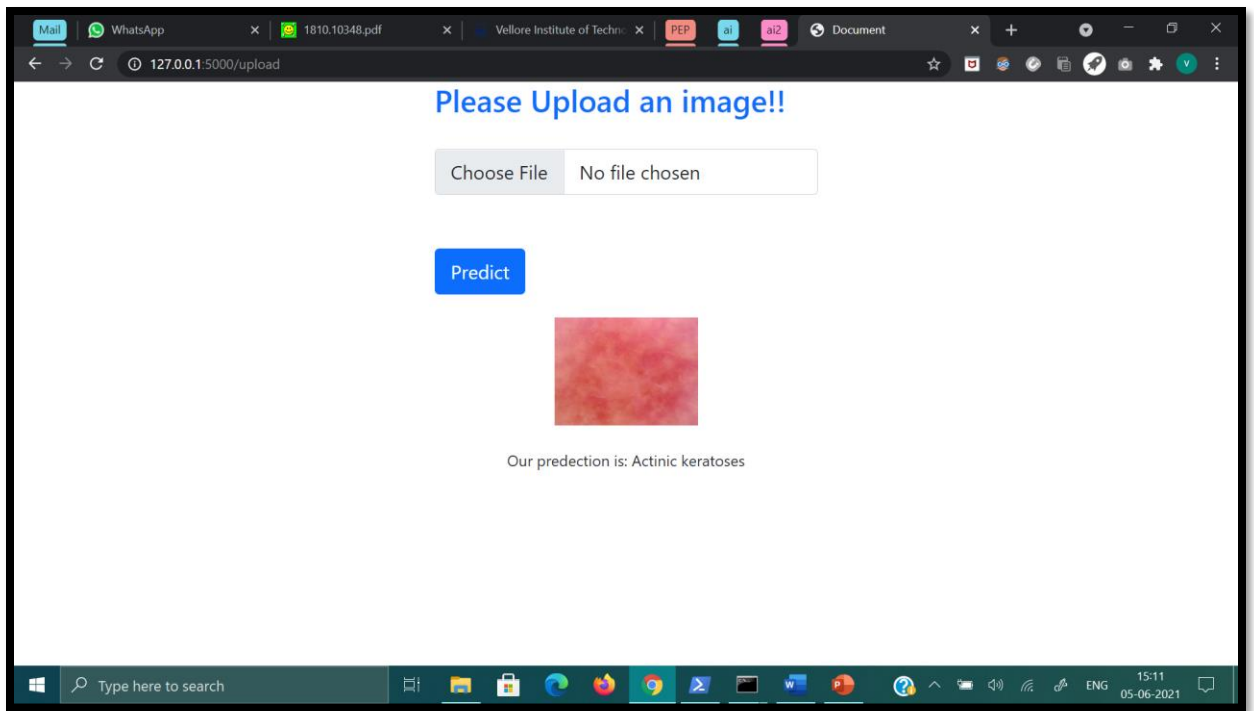 Mail WhatsApp 1810.10348.pdf Vellore Institute of Techno PEP ai ai2 Document
127.0.0.1:5000/upload V
Please Upload an image!!
Choose File No file chosen
Predict
Our predection is: Actinic keratoses
Type here to search ENG 15:11
05-06-2021